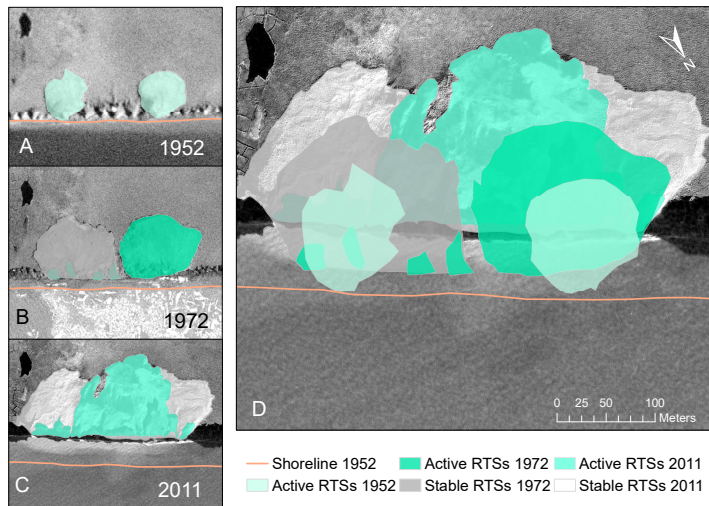 A
1952
B
1972
C
2011
N
D
0 25 50 100
Meters
Shoreline 1952 Active RTSs 1972 Active RTSs 2011
Active RTSs 1952 Stable RTSs 1972 Stable RTSs 2011